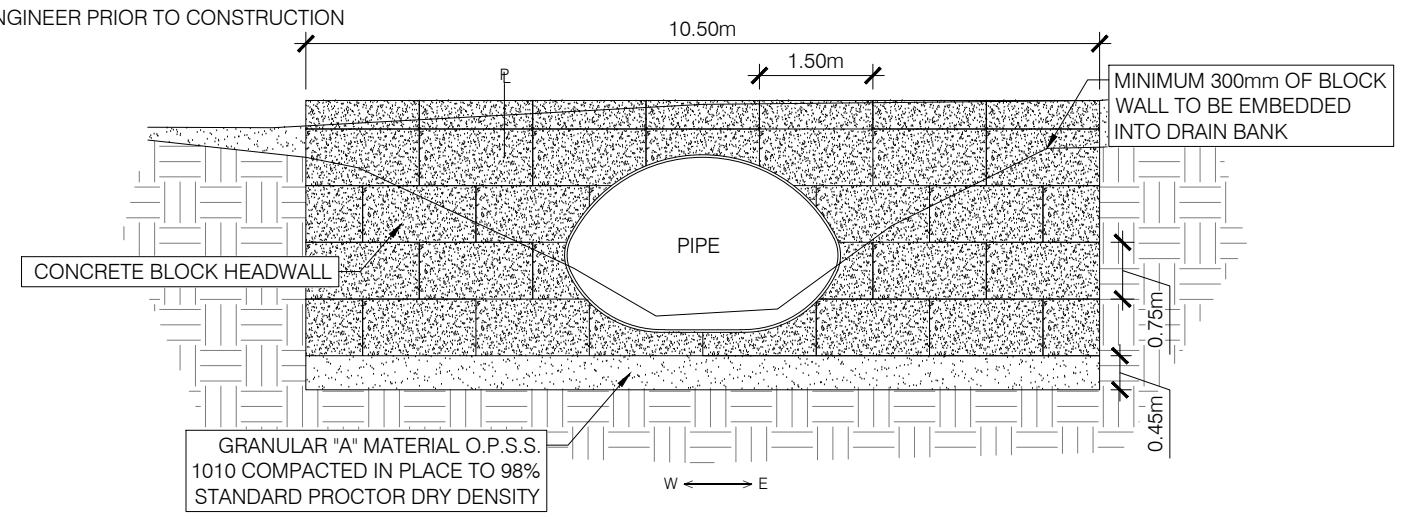 NGINEER PRIOR TO CONSTRUCTION
10.50m
1.50m
PL
MINIMUM 300mm OF BLOCK
WALL TO BE EMBEDDED
INTO DRAIN BANK
PIPE
CONCRETE BLOCK HEADWALL
0.75m
0.45m
GRANULAR "A" MATERIAL O.P.S.S.
1010 COMPACTED IN PLACE TO 98%
STANDARD PROCTOR DRY DENSITY
W E